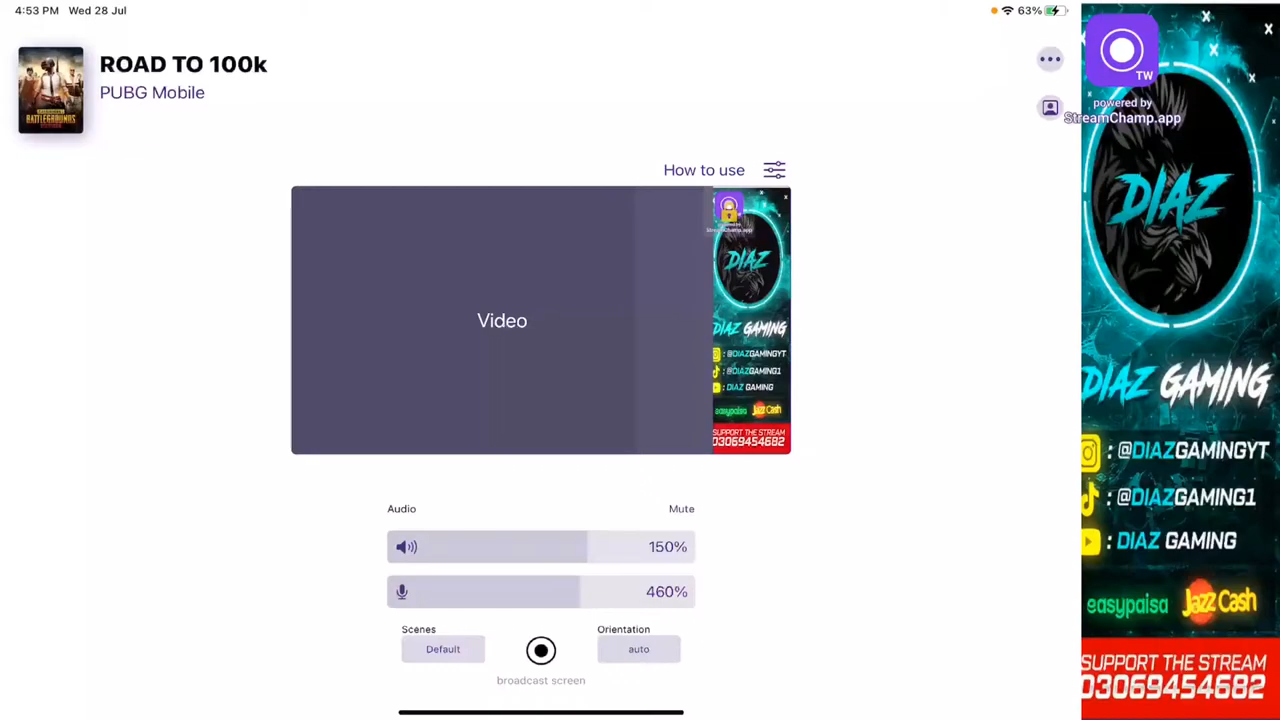 4:53 PM Wed 28 Jul
63%
ROAD TO 100k
PUBG Mobile
TW
powered by
StreamChamp.app
How to use
Video
DIAZ
DIAZ GAMING
: @DIAZGAMINGYT
: @DIAZGAMING1
: DIAZ GAMING
easypaisa JazzCash
SUPPORT THE STREAM
03069454682
Audio
Mute
150%
460%
Scenes
Default
Orientation
auto
broadcast screen
DIAZ
DIAZ GAMING
: @DIAZGAMINGYT
: @DIAZGAMING1
: DIAZ GAMING
easypaisa JazzCash
SUPPORT THE STREAM
03069454682